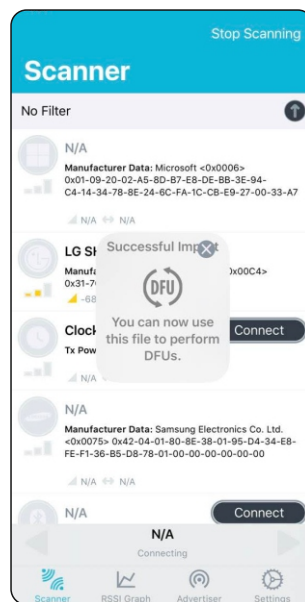 Stop Scanning
Scanner
No Filter
N/A
Manufacturer Data: Microsoft <0x0006>
0x01-09-20-02-A5-8D-B7-E8-DE-BB-3E-94-
C4-14-34-78-8E-24-6C-FA-1C-CB-E9-27-00-33-A7
N/A N/A
LG
Successful Import
DFU
You can now use
this file to perform
DFUs.
0x00C4>
Connect
N/A
N/A
Manufacturer Data: Samsung Electronics Co. Ltd.
<0x0075> 0x42-04-01-80-8E-38-01-95-D4-34-E8-
FE-F1-36-B5-D8-78-01-00-00-00-00-00-00
N/A N/A
N/A
Connect
N/A
Connecting
Scanner RSSI Graph Advertiser Settings